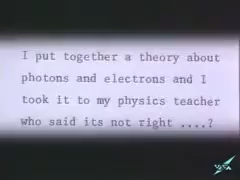 I put together a theory about
photons and electrons and I
took it to my physics teacher
who said its not right ....?